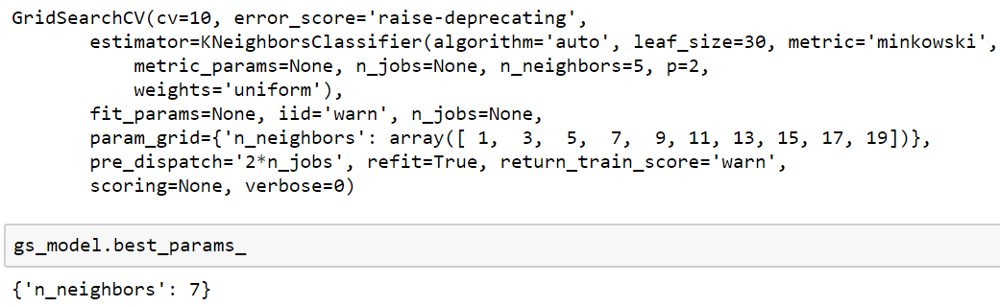 GridSearchCV(cv=10, error_score='raise-deprecating',
       estimator=KNeighborsClassifier(algorithm='auto', leaf_size=30, metric='minkowski',
           metric_params=None, n_jobs=None, n_neighbors=5, p=2,
           weights='uniform'),
       fit_params=None, iid='warn', n_jobs=None,
       param_grid={'n_neighbors': array([ 1,  3,  5,  7,  9, 11, 13, 15, 17, 19])},
       pre_dispatch='2*n_jobs', refit=True, return_train_score='warn',
       scoring=None, verbose=0)
gs_model.best_params_
{'n_neighbors': 7}